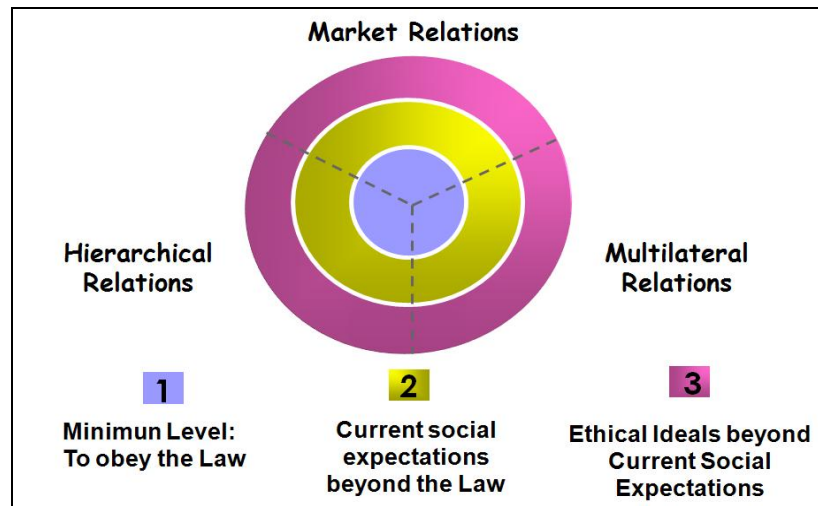 Market Relations
Hierarchical
Relations
Multilateral
Relations
1
Minimun Level:
To obey the Law
2
Current social
expectations
beyond the Law
3
Ethical Ideals beyond
Current Social
Expectations